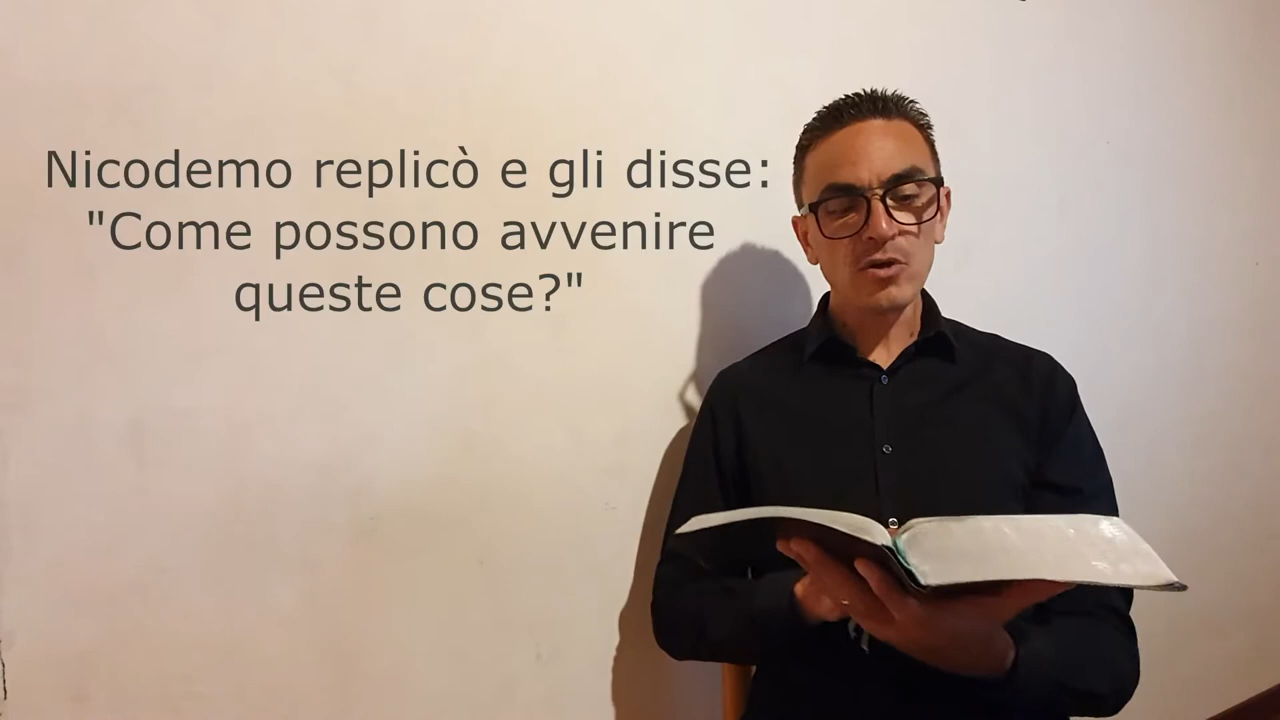 Nicodemo replicò e gli disse:
"Come possono avvenire
queste cose?"